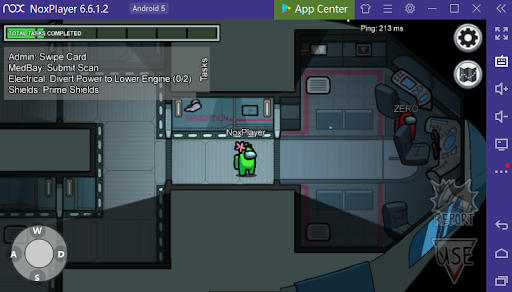 nox NoxPlayer 6.6.1.2 Android 5 App Center
Ping: 213 ms
TOTAL TASKS COMPLETED
Admin: Swipe Card
MedBay: Submit Scan
Electrical: Divert Power to Lower Engine (0/2)
Shields: Prime Shields
Tasks
NAVIGATION
ZERO
NoxPlayer
REPORT
USE
W
A
D
S